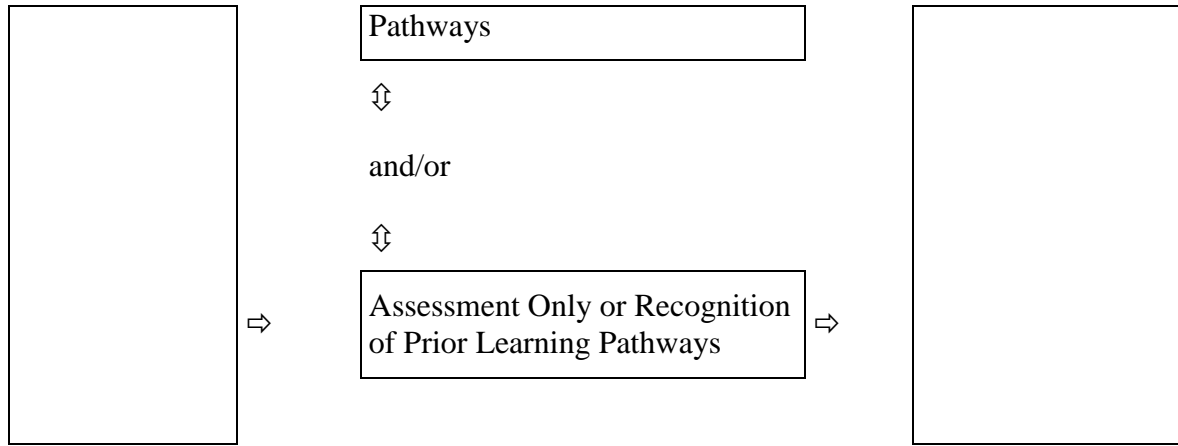 Pathways
⇳
and/or
⇳
Assessment Only or Recognition
⇨ of Prior Learning Pathways ⇨